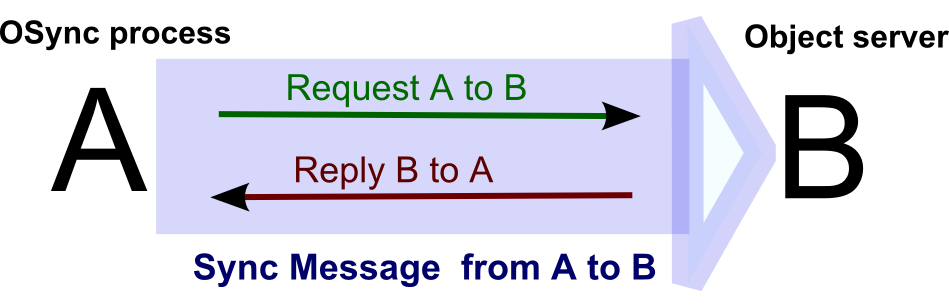 OSync process
Object server
A
Request A to B
B
Reply B to A
Sync Message from A to B